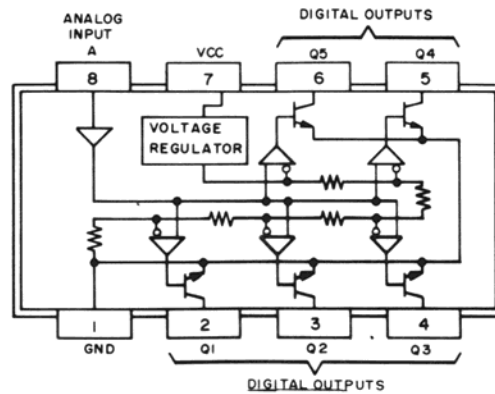 ANALOG
INPUT
A
DIGITAL OUTPUTS
VCC
Q5
Q4
8
7
6
5
VOLTAGE
REGULATOR
1
2
3
4
GND
Q1
Q2
Q3
DIGITAL OUTPUTS